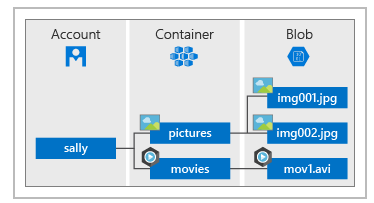 Account Container Blob
img001.jpg
pictures img002.jpg
sally
movies mov1.avi